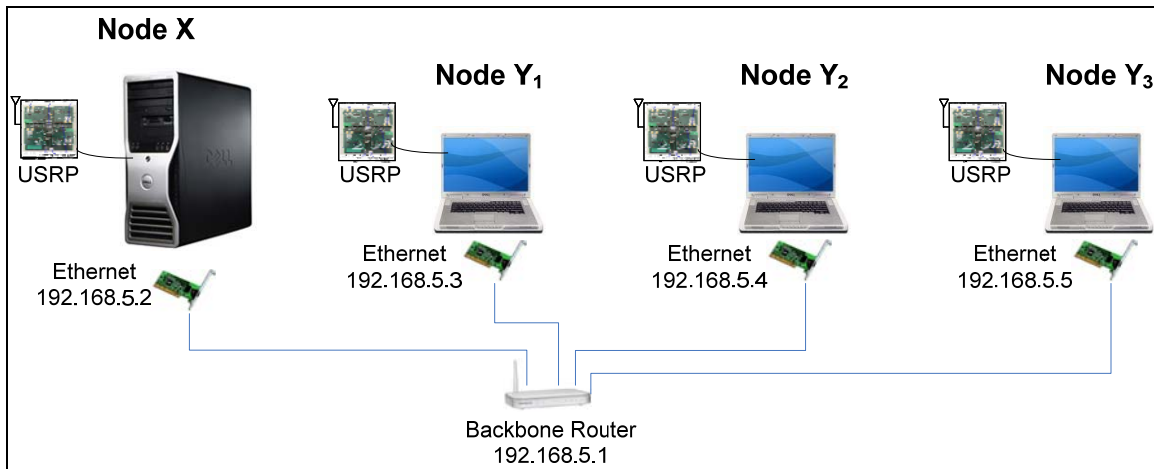 Node X
Node Y₁
Node Y₂
Node Y₃
USRP
USRP
USRP
USRP
DELL
Ethernet
192.168.5.2
Ethernet
192.168.5.3
Ethernet
192.168.5.4
Ethernet
192.168.5.5
Backbone Router
192.168.5.1